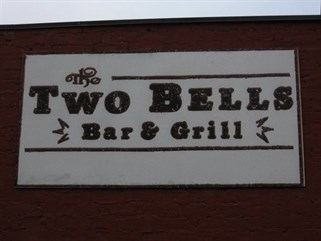 The
Two Bells
Bar & Grill